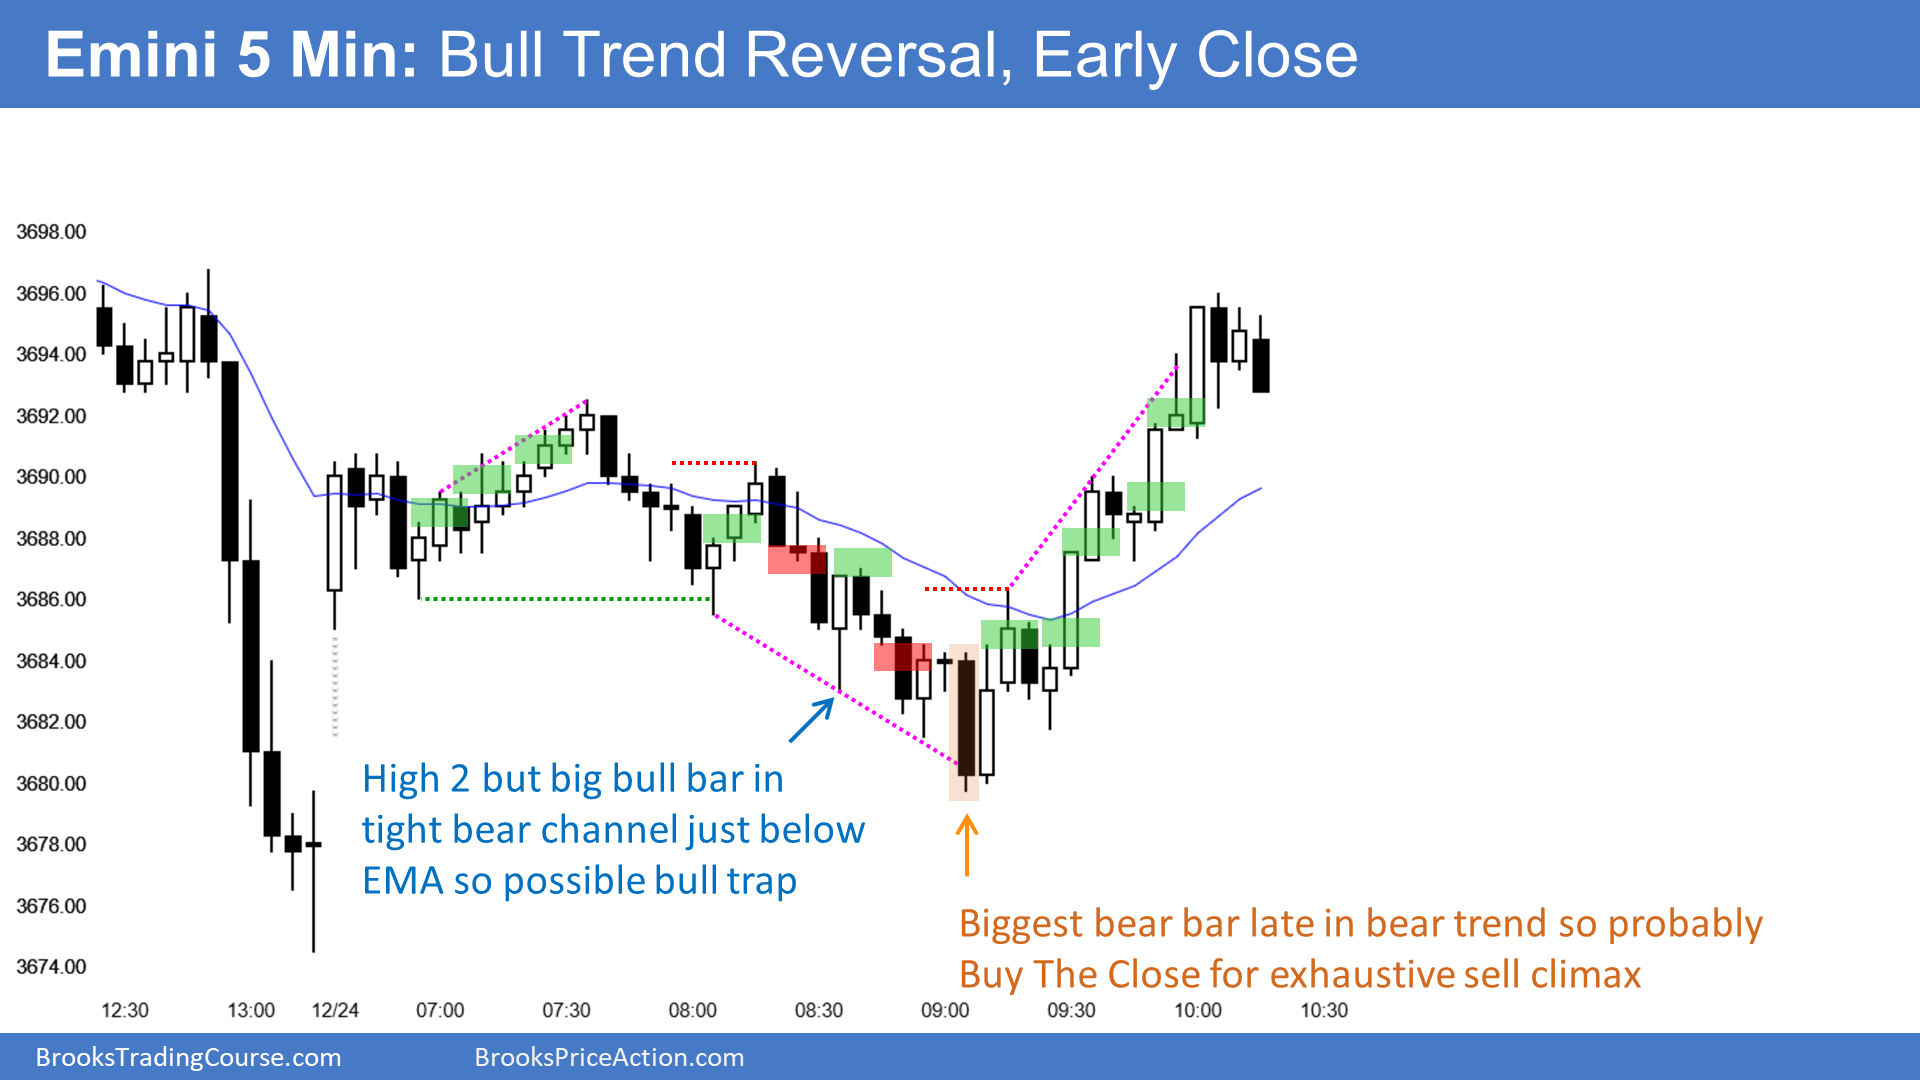 Emini 5 Min: Bull Trend Reversal, Early Close
3698.00
3696.00
3694.00
3692.00
3690.00
3688.00
3686.00
3684.00
3682.00
3680.00
3678.00
3676.00
3674.00
High 2 but big bull bar in
tight bear channel just below
EMA so possible bull trap
Biggest bear bar late in bear trend so probably
Buy The Close for exhaustive sell climax
12:30 13:00 12/24 07:00 07:30 08:00 08:30 09:00 09:30 10:00 10:30
BrooksTradingCourse.com BrooksPriceAction.com